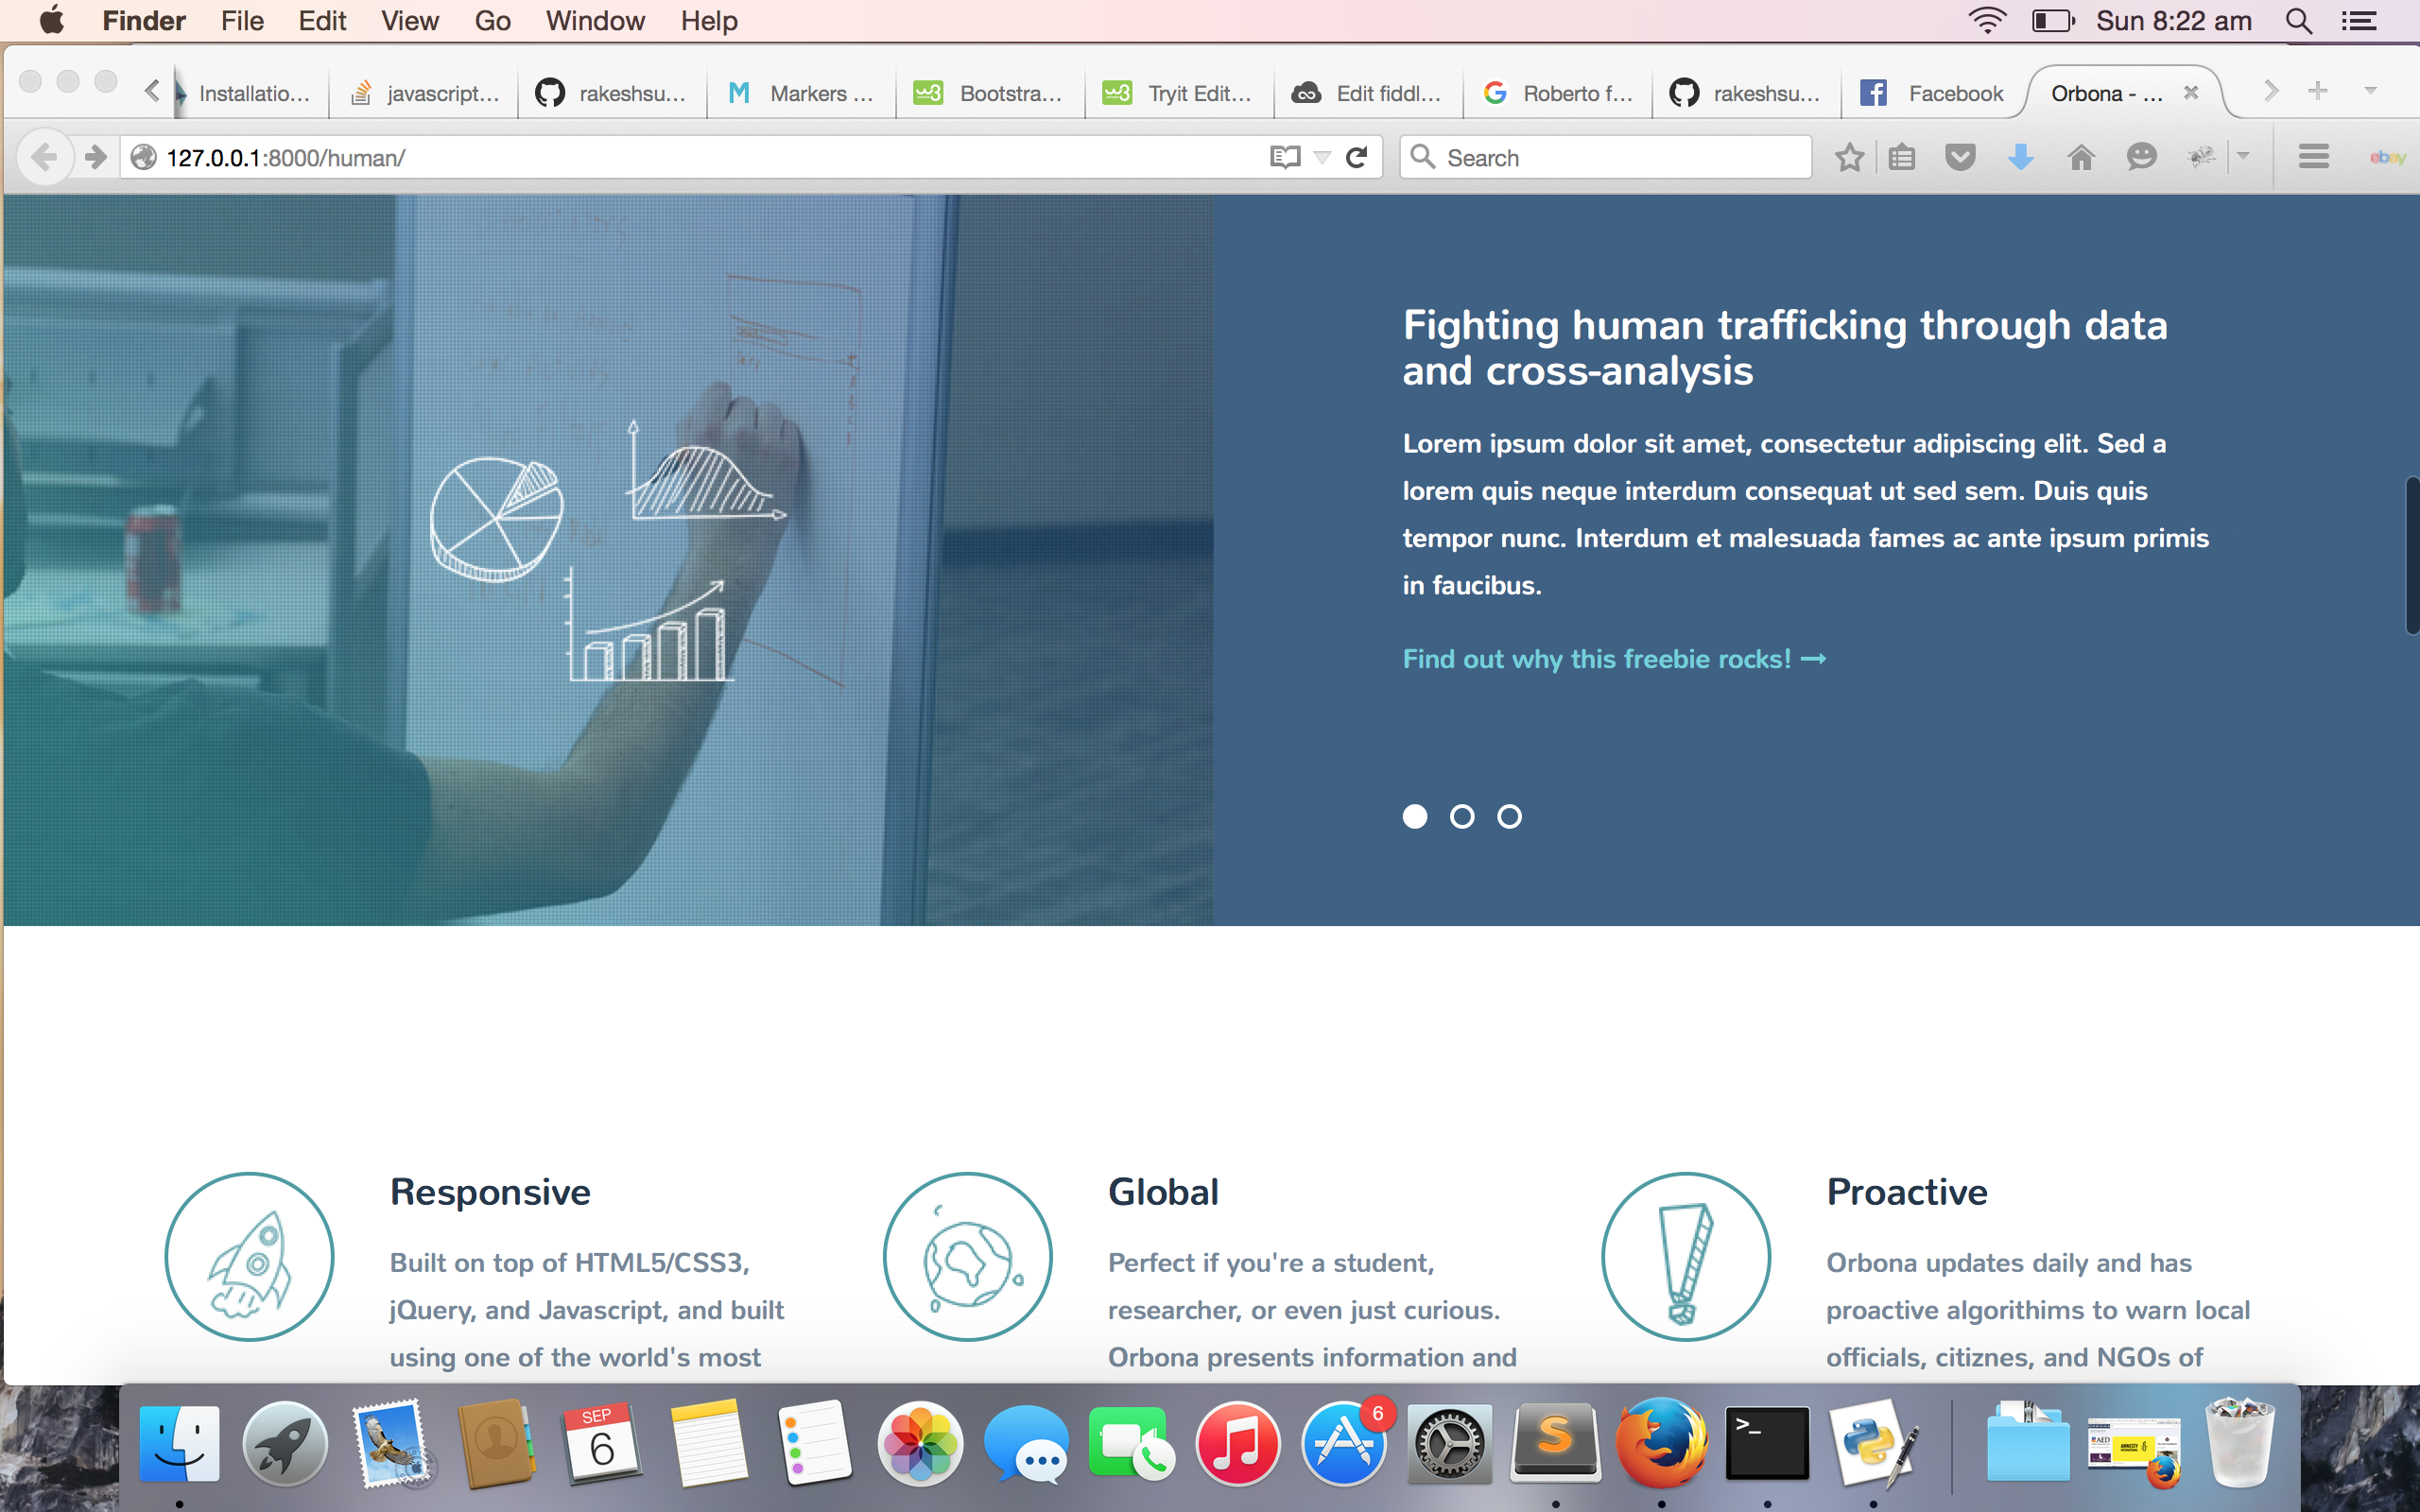 Finder File Edit View Go Window Help Sun 8:22 am
Installatio... javascript... rakeshsu... Markers ... Bootstra... Tryit Edit... Edit fiddl... Roberto f... rakeshsu... Facebook Orbona - ...
127.0.0.1:8000/human/ Search ebay
Fighting human trafficking through data
and cross-analysis
Lorem ipsum dolor sit amet, consectetur adipiscing elit. Sed a
lorem quis neque interdum consequat ut sed sem. Duis quis
tempor nunc. Interdum et malesuada fames ac ante ipsum primis
in faucibus.
Find out why this freebie rocks!
Responsive
Built on top of HTML5/CSS3,
jQuery, and Javascript, and built
using one of the world's most
Global
Perfect if you're a student,
researcher, or even just curious.
Orbona presents information and
Proactive
Orbona updates daily and has
proactive algorithims to warn local
officials, citiznes, and NGOs of
SEP
6
6